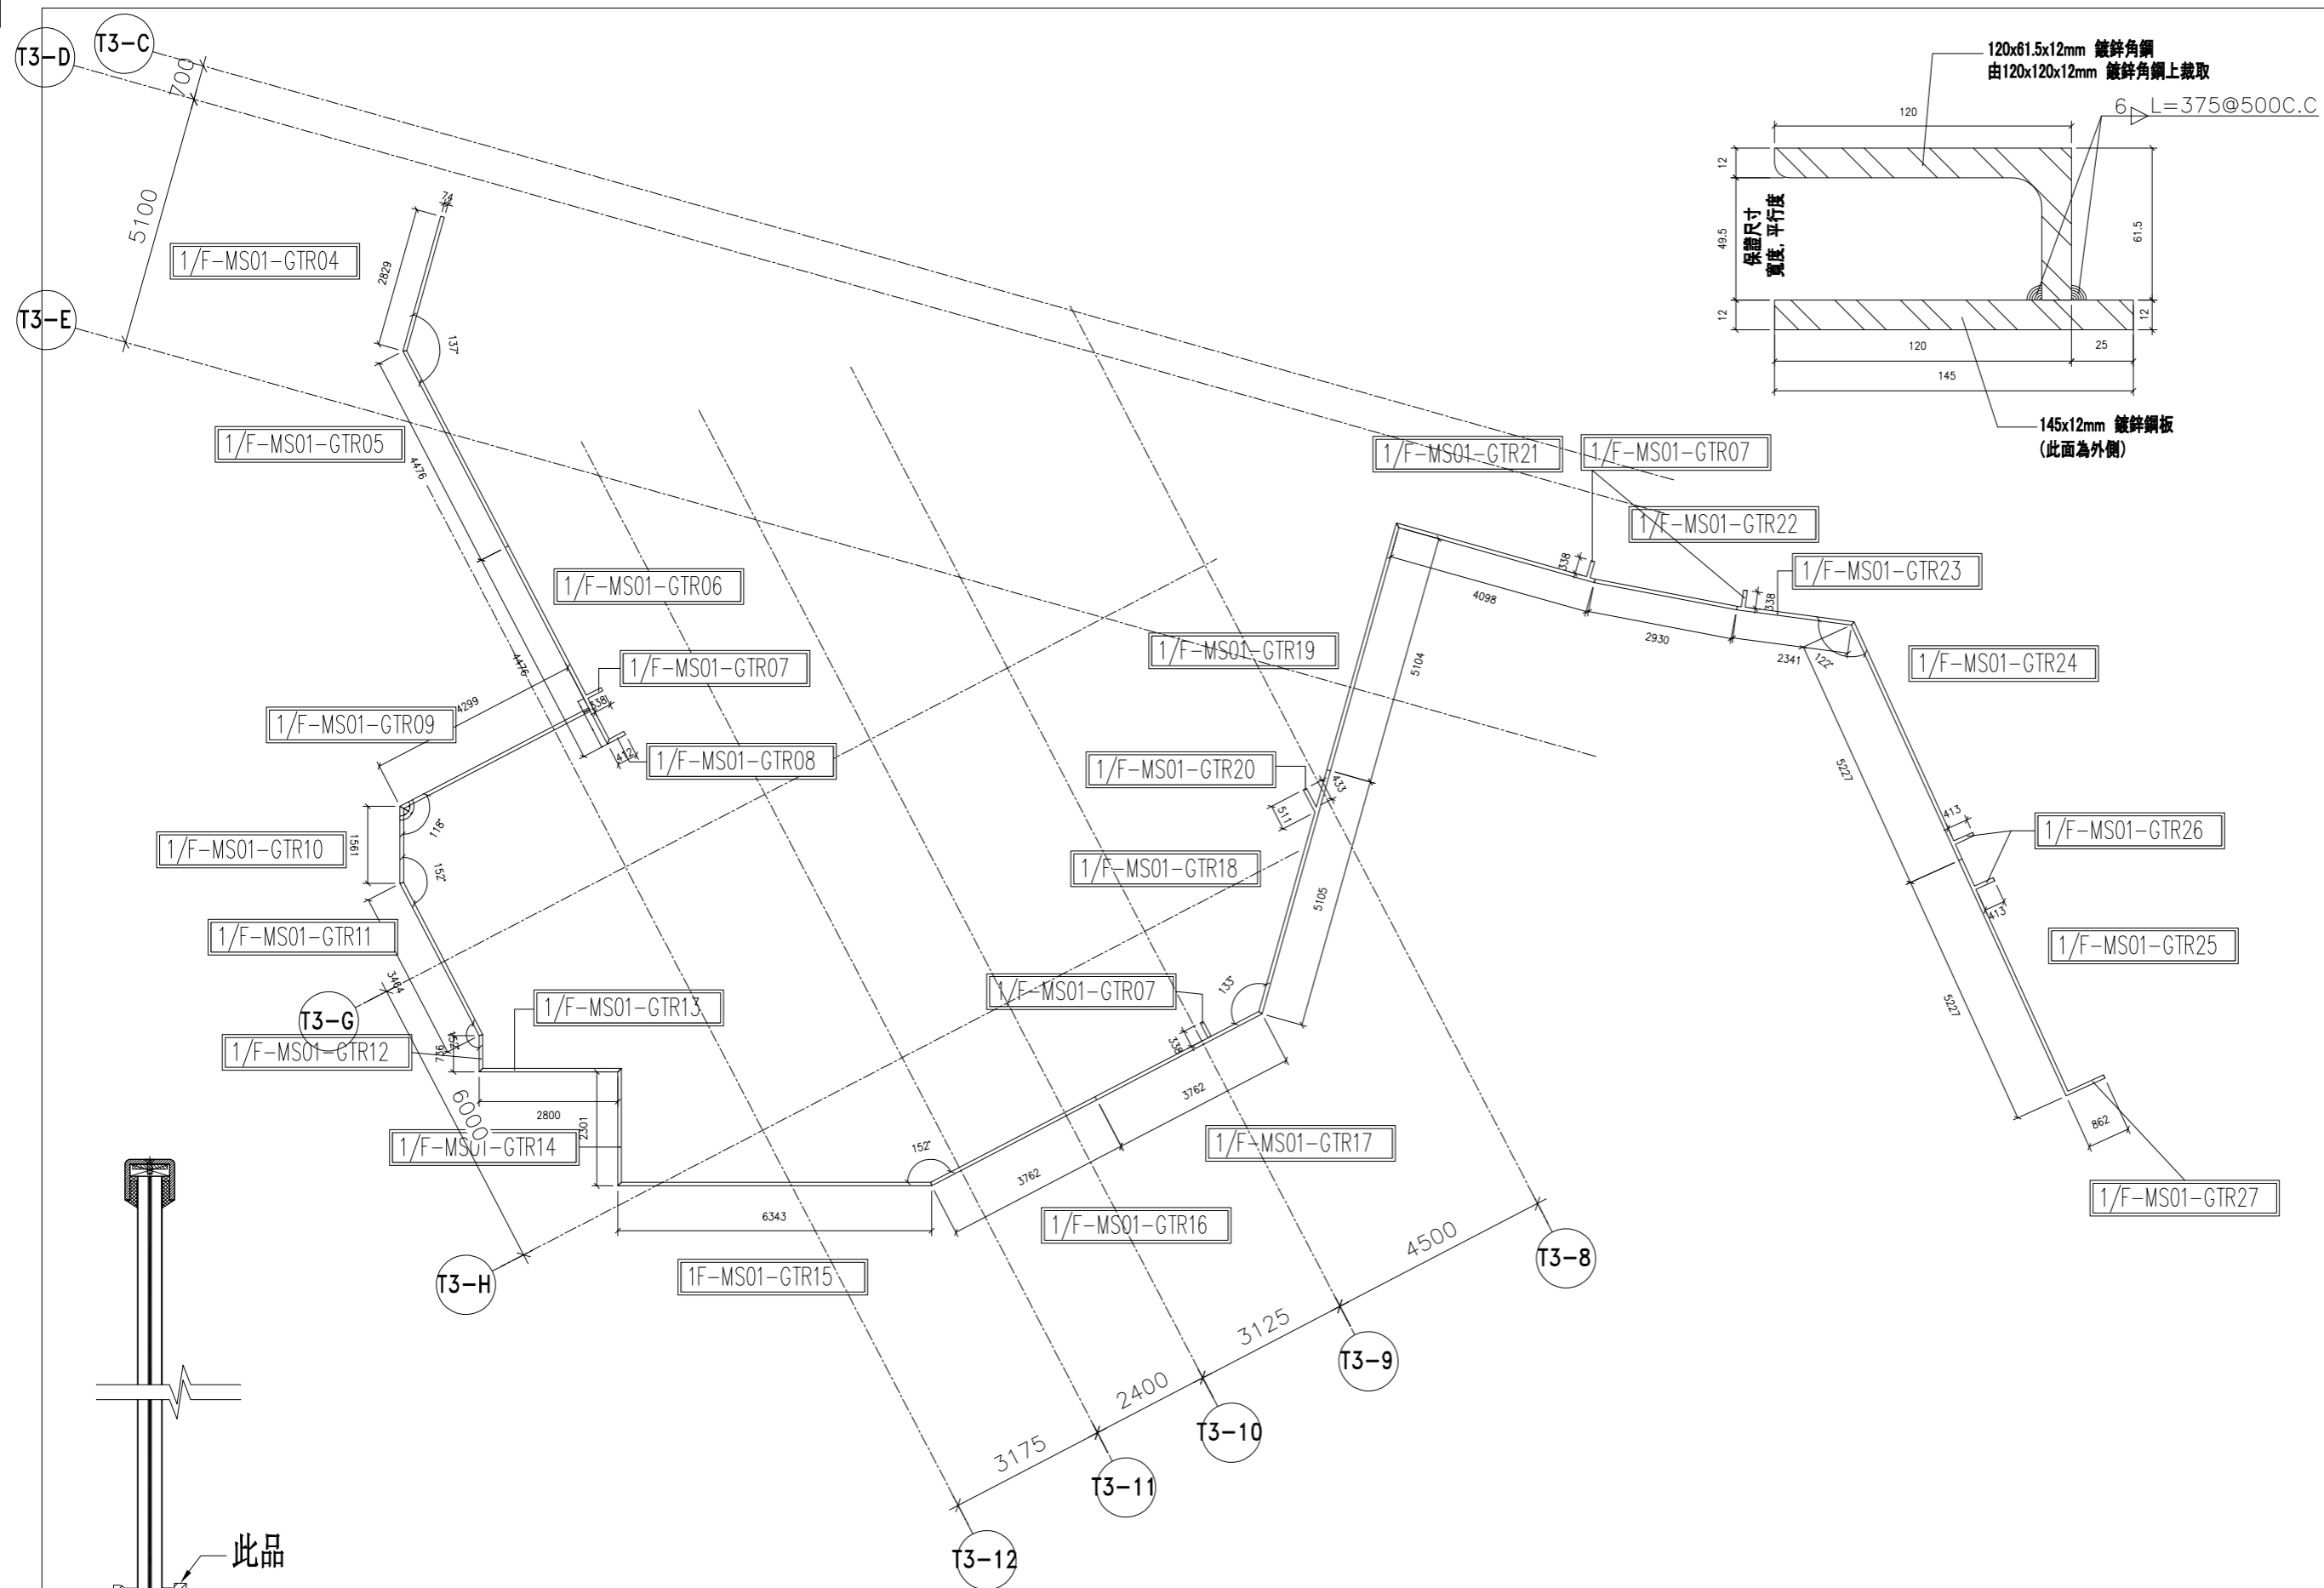 T3-D
T3-C
700
5100
T3-E
1/F-MS01-GTR04
74
2829
137°
1/F-MS01-GTR05
4476
1/F-MS01-GTR06
4476
1/F-MS01-GTR07
338
1/F-MS01-GTR08
412
4299
1/F-MS01-GTR09
118°
1561
1/F-MS01-GTR10
152°
1/F-MS01-GTR11
3464
T3-G
152°
736
1/F-MS01-GTR12
1/F-MS01-GTR13
2800
2301
6000
1/F-MS01-GTR14
T3-H
6343
1F-MS01-GTR15
152°
3762
1/F-MS01-GTR16
3762
1/F-MS01-GTR17
338
1/F-MS01-GTR07
133°
5105
1/F-MS01-GTR18
511
433
1/F-MS01-GTR20
1/F-MS01-GTR19
5104
4098
1/F-MS01-GTR21
1/F-MS01-GTR07
338
1/F-MS01-GTR22
2930
338
1/F-MS01-GTR23
2341
122°
1/F-MS01-GTR24
5227
413
1/F-MS01-GTR26
413
1/F-MS01-GTR25
5227
862
1/F-MS01-GTR27
4500
T3-8
3125
T3-9
2400
T3-10
3175
T3-11
T3-12
120x61.5x12mm 鍍鋅角鋼
由120x120x12mm 鍍鋅角鋼上裁取
6 L=375@500C.C
120
12
49.5
保證尺寸
寬度, 平行度
61.5
12
12
120
25
145
145x12mm 鍍鋅鋼板
(此面為外側)
此品